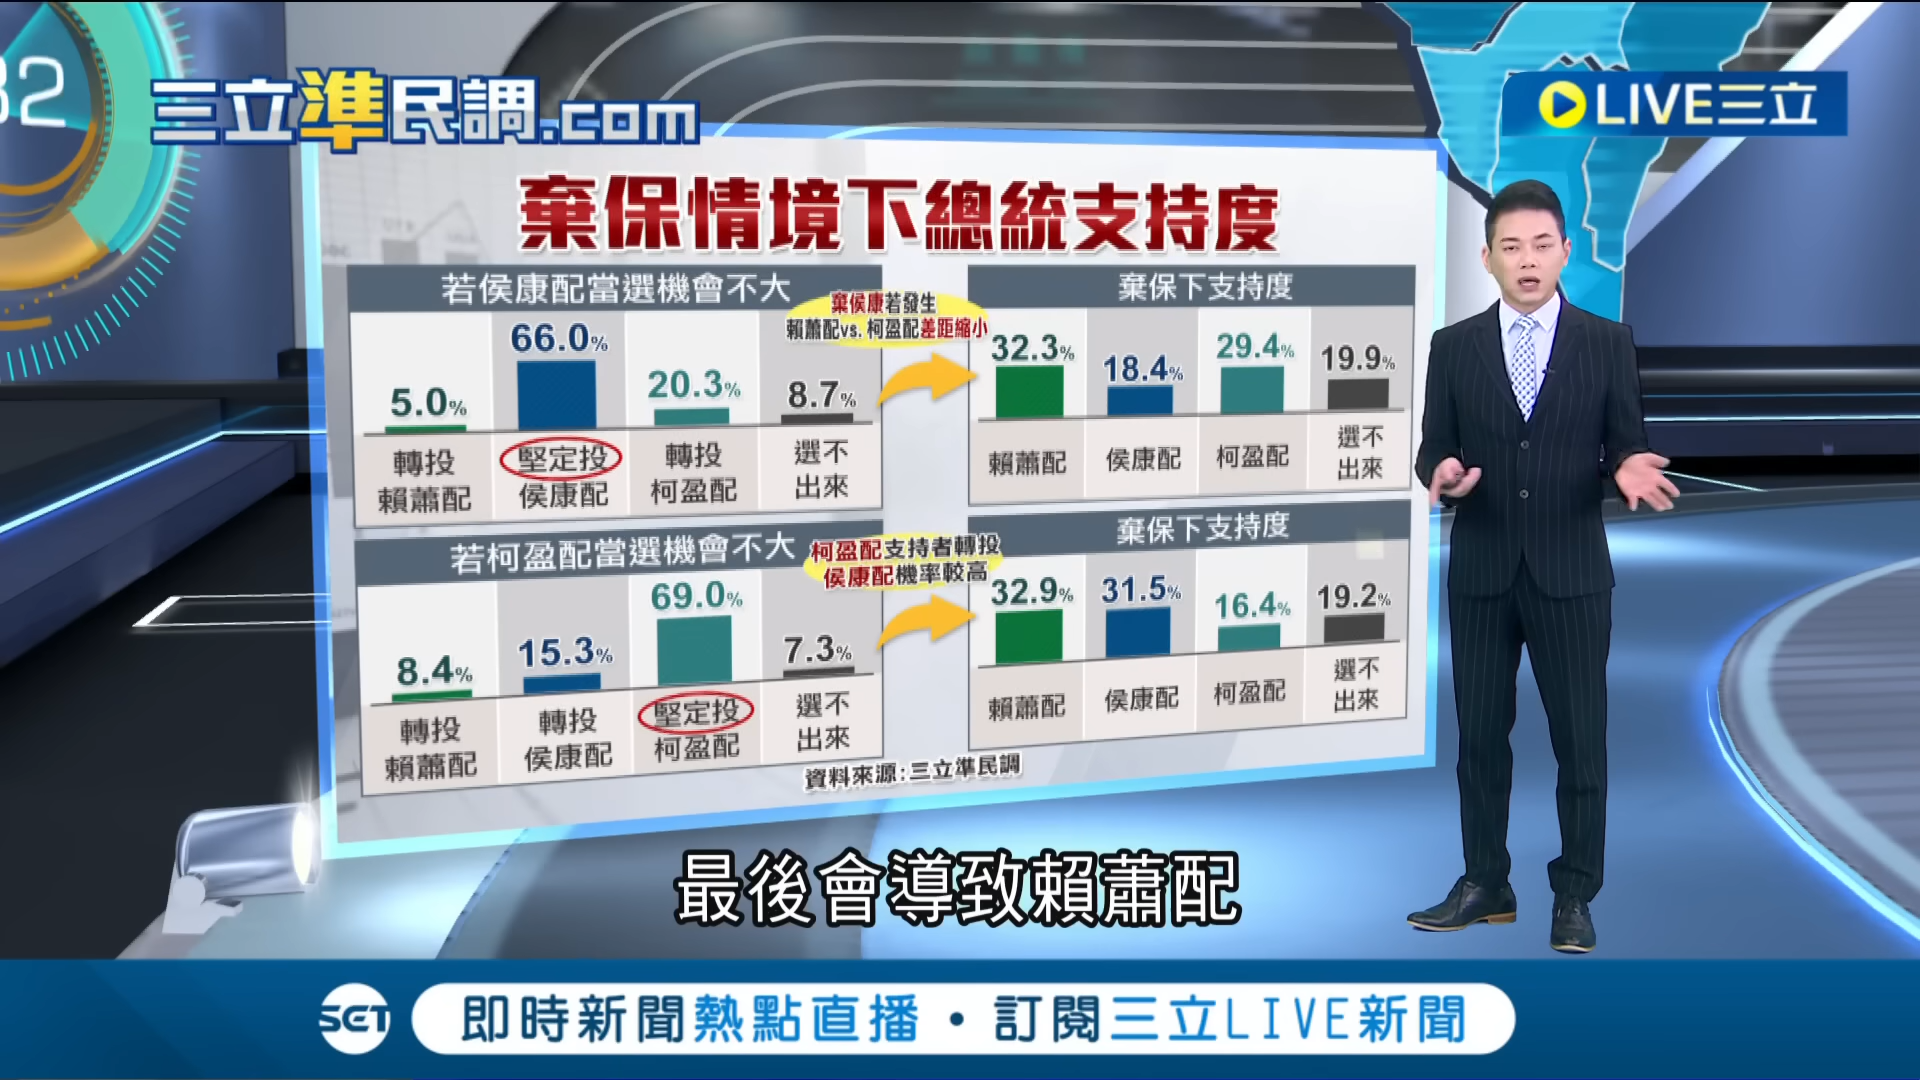 32
三立準民調.com
LIVE三立
棄保情境下總統支持度
若侯康配當選機會不大
5.0%
66.0%
20.3%
8.7%
轉投
賴蕭配
堅定投
侯康配
轉投
柯盈配
選不
出來
棄侯康若發生
賴蕭配vs. 柯盈配差距縮小
棄保下支持度
32.3%
18.4%
29.4%
19.9%
賴蕭配
侯康配
柯盈配
選不
出來
若柯盈配當選機會不大
8.4%
15.3%
69.0%
7.3%
轉投
賴蕭配
轉投
侯康配
堅定投
柯盈配
選不
出來
柯盈配支持者轉投
侯康配機率較高
棄保下支持度
32.9%
31.5%
16.4%
19.2%
賴蕭配
侯康配
柯盈配
選不
出來
資料來源:三立準民調
最後會導致賴蕭配
SET
即時新聞熱點直播・訂閱三立LIVE新聞